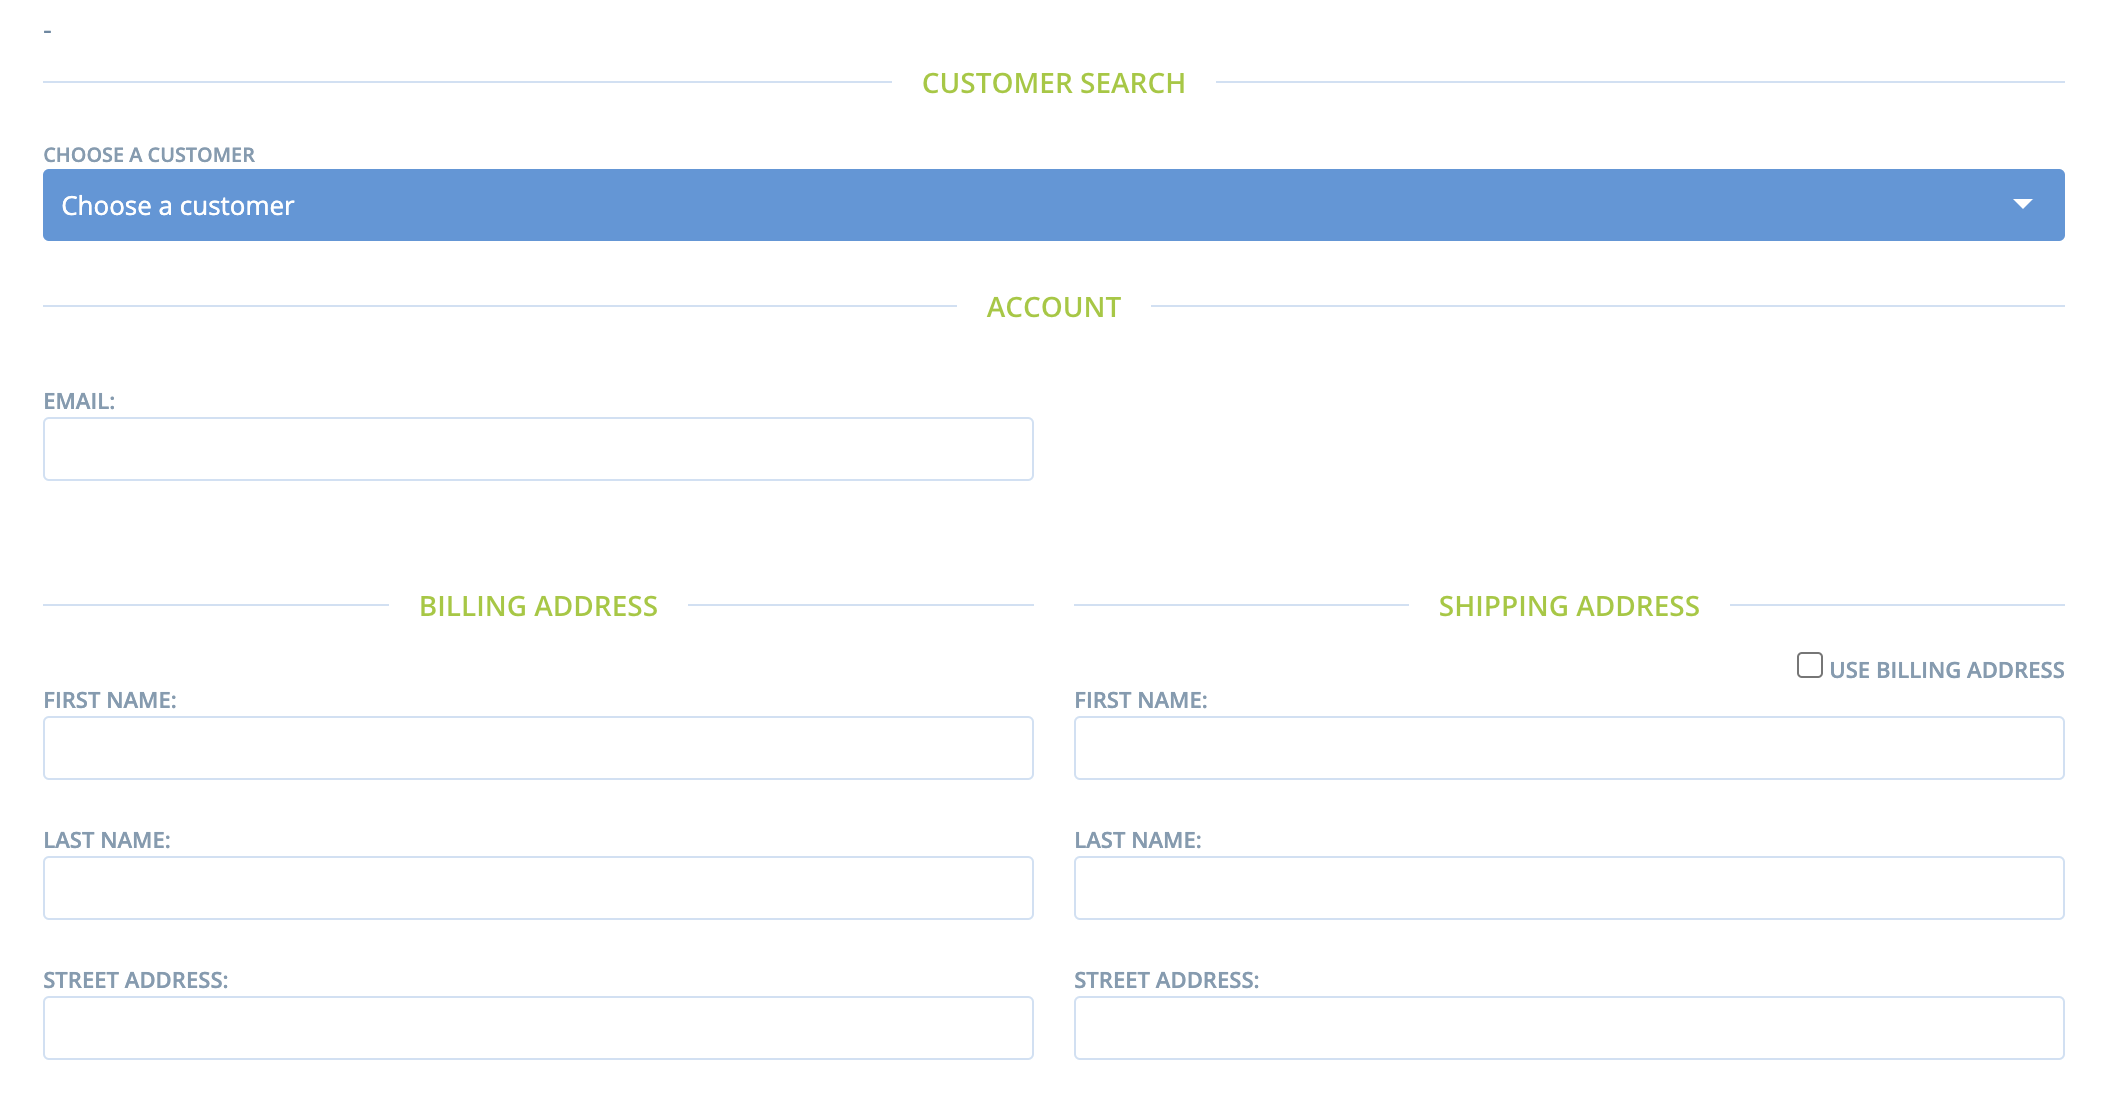 -
CUSTOMER SEARCH
CHOOSE A CUSTOMER
Choose a customer
ACCOUNT
EMAIL:
BILLING ADDRESS
SHIPPING ADDRESS
USE BILLING ADDRESS
FIRST NAME:
FIRST NAME:
LAST NAME:
LAST NAME:
STREET ADDRESS:
STREET ADDRESS: